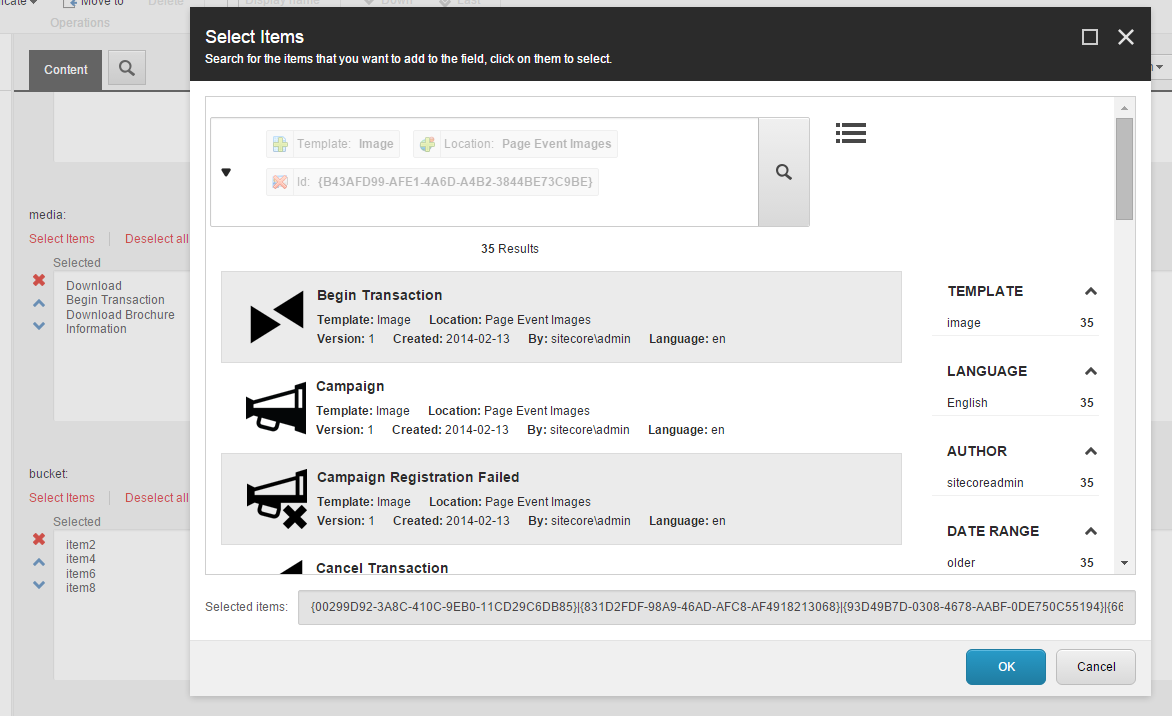 Move to
Delete
Display name
Down
Last
Operations
Content
media:
Select Items
Deselect all
Selected
Download
Begin Transaction
Download Brochure
Information
bucket:
Select Items
Deselect all
Selected
item2
item4
item6
item8
Select Items
Search for the items that you want to add to the field, click on them to select.
Template: Image
Location: Page Event Images
Id: {B43AFD99-AFE1-4A6D-A4B2-3844BE73C9BE}
35 Results
Begin Transaction
Template: Image Location: Page Event Images
Version: 1 Created: 2014-02-13 By: sitecore\admin Language: en
Campaign
Template: Image Location: Page Event Images
Version: 1 Created: 2014-02-13 By: sitecore\admin Language: en
Campaign Registration Failed
Template: Image Location: Page Event Images
Version: 1 Created: 2014-02-13 By: sitecore\admin Language: en
Cancel Transaction
TEMPLATE
image 35
LANGUAGE
English 35
AUTHOR
sitecoreadmin 35
DATE RANGE
older 35
Selected items: {00299D92-3A8C-410C-9EB0-11CD29C6DB85}|{831D2FDF-98A9-46AD-AFC8-AF4918213068}|{93D49B7D-0308-4678-AABF-0DE750C55194}|{66
OK
Cancel